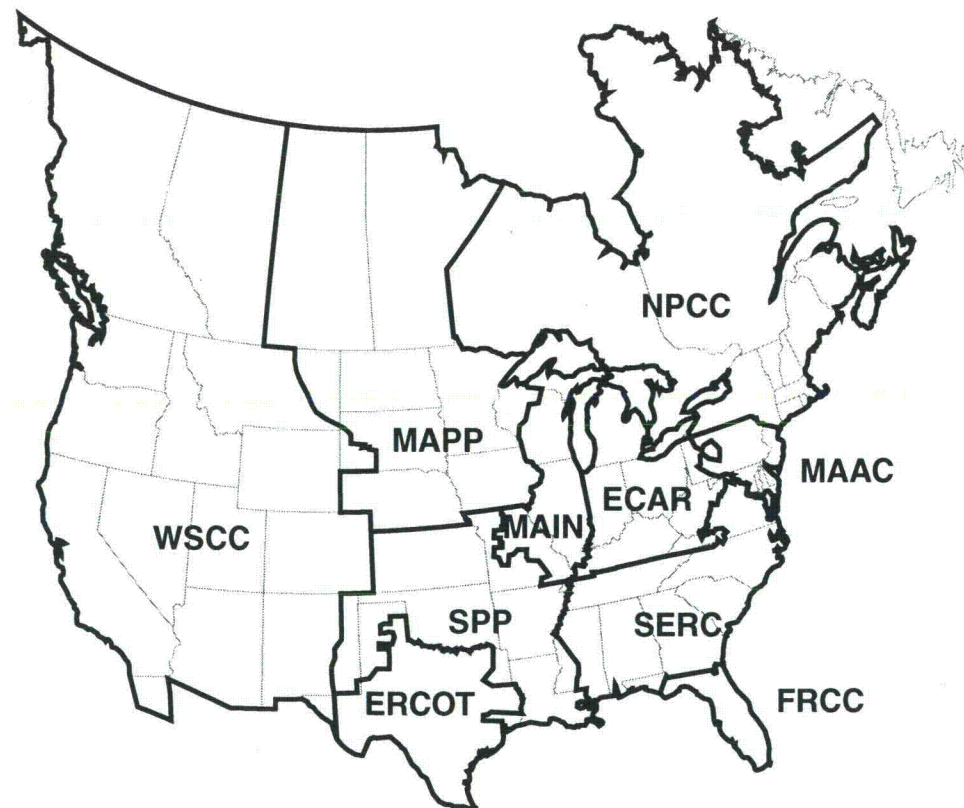 NPCC
MAPP
MAAC
ECAR
MAIN
WSCC
SPP
SERC
ERCOT
FRCC